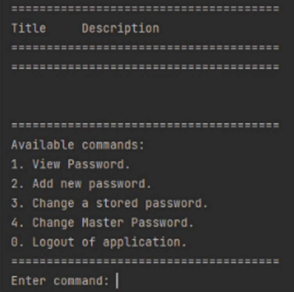 ======================================
Title     Description
======================================
======================================
======================================
Available commands:
1. View Password.
2. Add new password.
3. Change a stored password.
4. Change Master Password.
0. Logout of application.
======================================
Enter command: